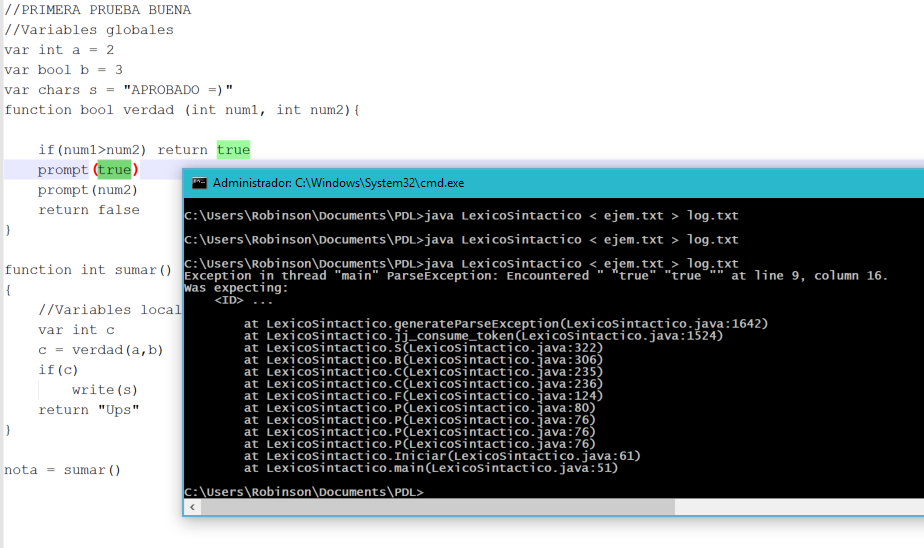 //PRIMERA PRUEBA BUENA
//Variables globales
var int a = 2
var bool b = 3
var chars s = "APROBADO =)"
function bool verdad (int num1, int num2){
if(num1>num2) return true
prompt(true)
prompt(num2)
return false
}
function int sumar()
{
//Variables local
var int c
c = verdad(a,b)
if(c)
write(s)
return "Ups"
}
nota = sumar()
Administrador: C:\Windows\System32\cmd.exe
C:\Users\Robinson\Documents\PDL>java LexicoSintactico < ejem.txt > log.txt
C:\Users\Robinson\Documents\PDL>java LexicoSintactico < ejem.txt > log.txt
C:\Users\Robinson\Documents\PDL>java LexicoSintactico < ejem.txt > log.txt
Exception in thread "main" ParseException: Encountered " "true" "true "" at line 9, column 16.
Was expecting:
<ID> ...
at LexicoSintactico.generateParseException(LexicoSintactico.java:1642)
at LexicoSintactico.jj_consume_token(LexicoSintactico.java:1524)
at LexicoSintactico.S(LexicoSintactico.java:322)
at LexicoSintactico.B(LexicoSintactico.java:306)
at LexicoSintactico.C(LexicoSintactico.java:235)
at LexicoSintactico.C(LexicoSintactico.java:236)
at LexicoSintactico.F(LexicoSintactico.java:124)
at LexicoSintactico.P(LexicoSintactico.java:80)
at LexicoSintactico.P(LexicoSintactico.java:76)
at LexicoSintactico.P(LexicoSintactico.java:76)
at LexicoSintactico.P(LexicoSintactico.java:76)
at LexicoSintactico.Iniciar(LexicoSintactico.java:61)
at LexicoSintactico.main(LexicoSintactico.java:51)
C:\Users\Robinson\Documents\PDL>